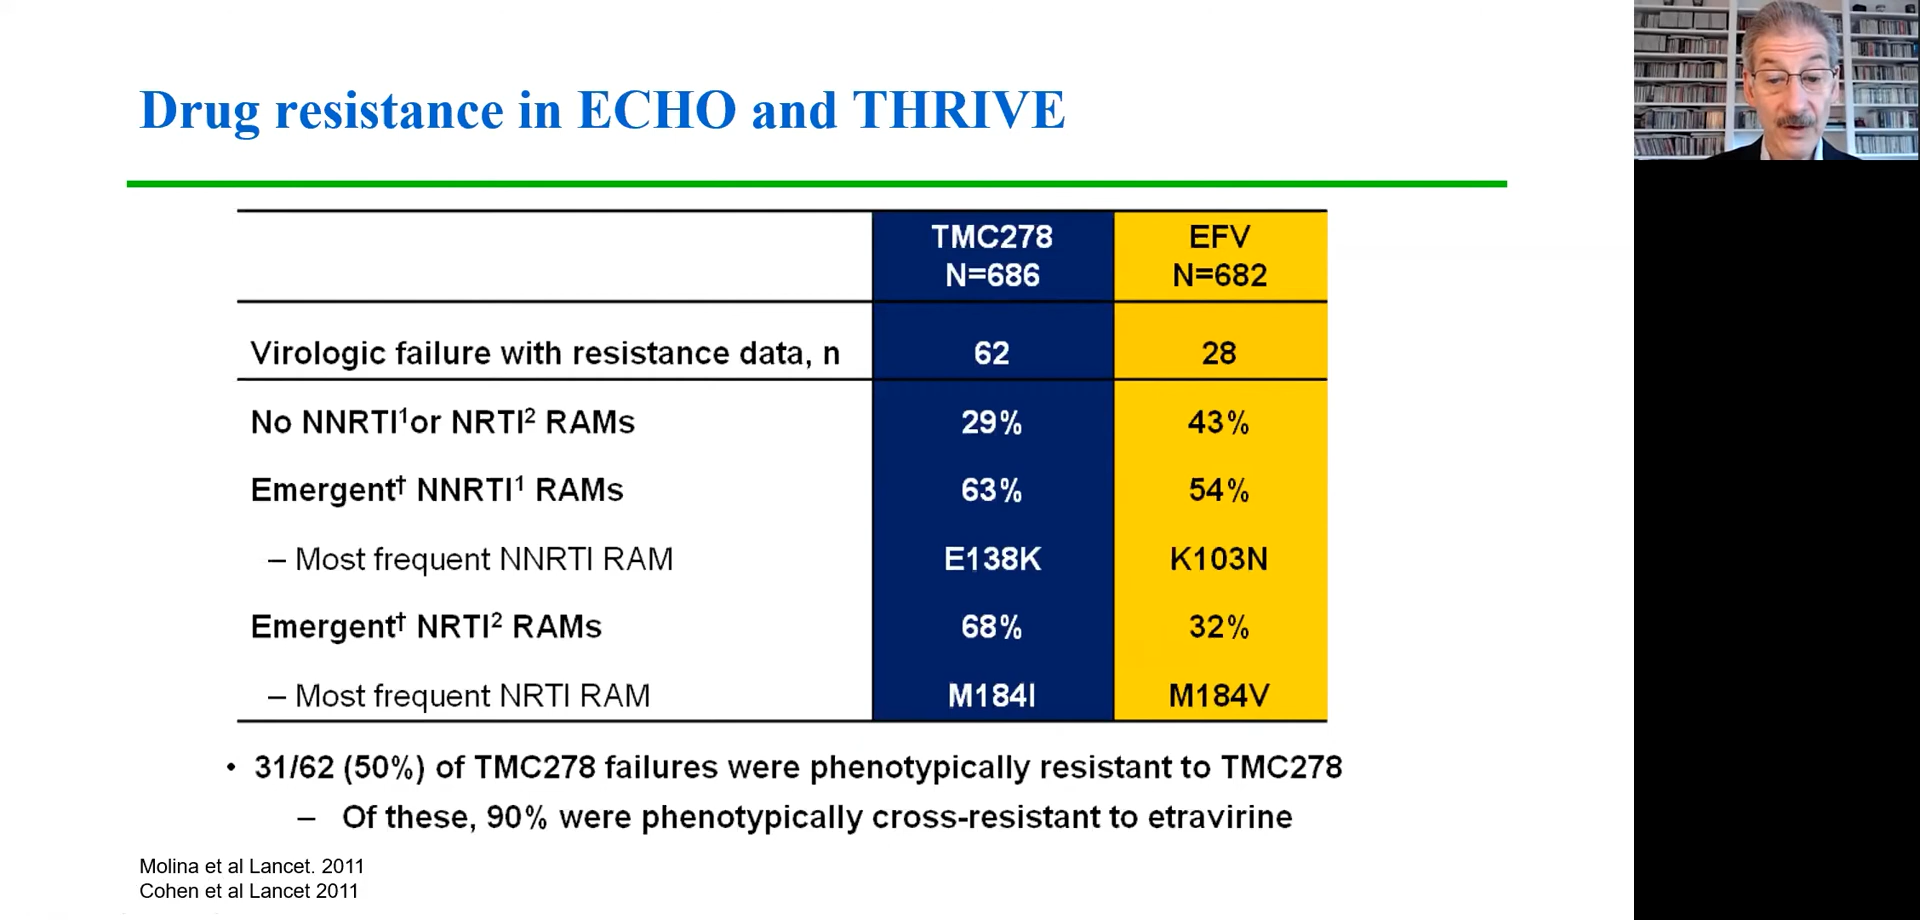 Drug resistance in ECHO and THRIVE
TMC278 EFV
N=686 N=682
Virologic failure with resistance data, n 62 28
No NNRTI¹or NRTI² RAMs 29% 43%
Emergent† NNRTI¹ RAMs 63% 54%
– Most frequent NNRTI RAM E138K K103N
Emergent† NRTI² RAMs 68% 32%
– Most frequent NRTI RAM M184I M184V
• 31/62 (50%) of TMC278 failures were phenotypically resistant to TMC278
– Of these, 90% were phenotypically cross-resistant to etravirine
Molina et al Lancet. 2011
Cohen et al Lancet 2011